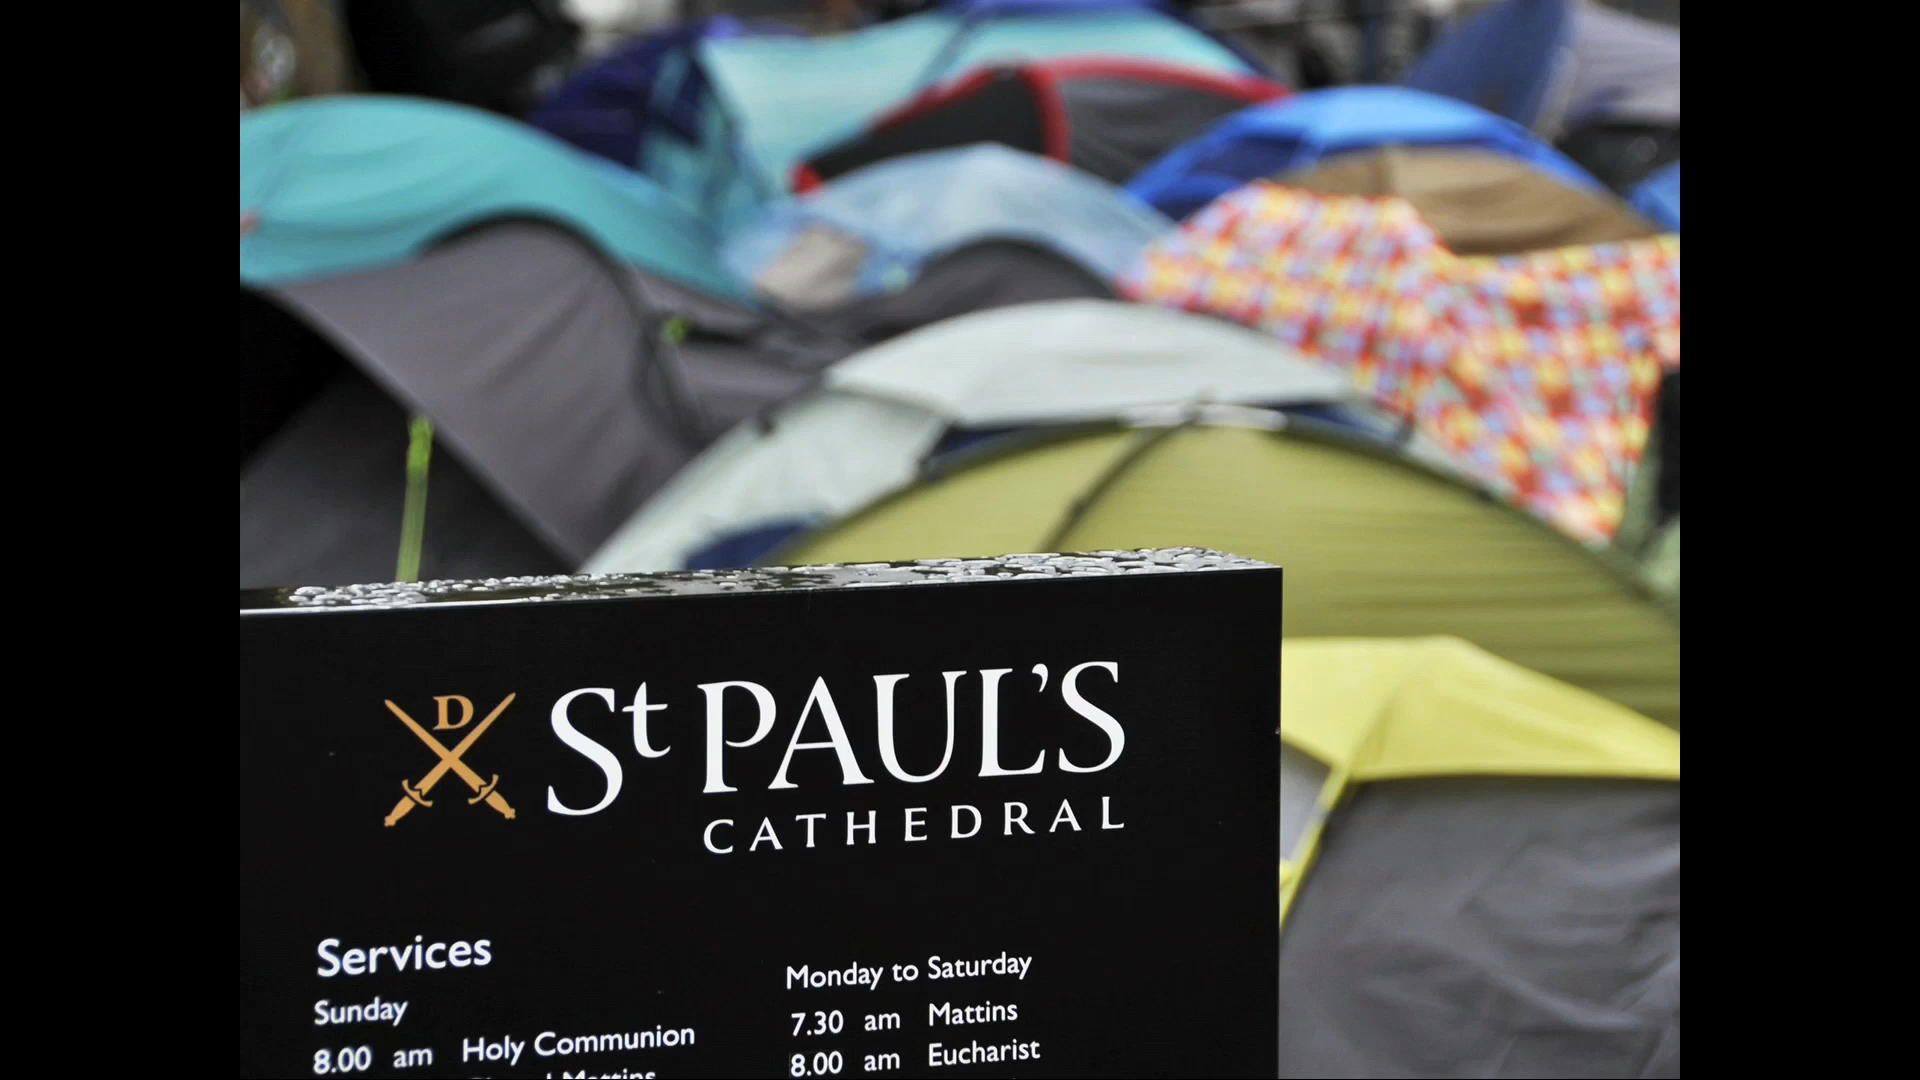 D
St PAUL'S
CATHEDRAL
Services
Sunday
8.00 am Holy Communion
Mattins
Monday to Saturday
7.30 am Mattins
8.00 am Eucharist